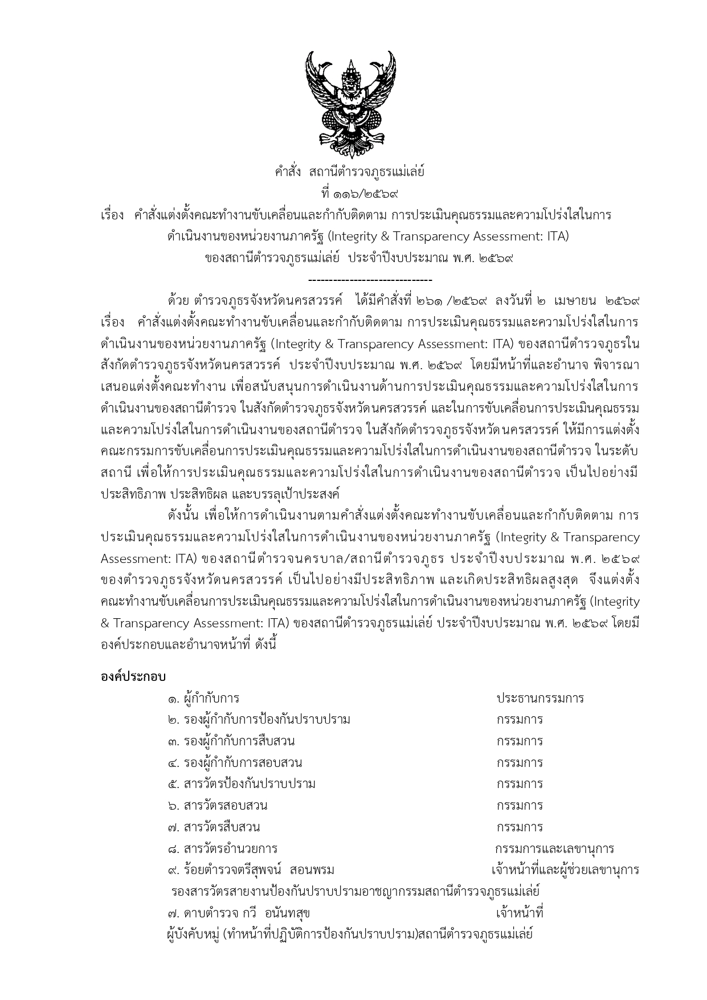 คำสั่ง สถานีตำรวจภูธรแม่เล่ย์
ที่ ๑๑๖/๒๕๖๙
เรื่อง คำสั่งแต่งตั้งคณะทำงานขับเคลื่อนและกำกับติดตาม การประเมินคุณธรรมและความโปร่งใสในการ
ดำเนินงานของหน่วยงานภาครัฐ (Integrity & Transparency Assessment: ITA)
ของสถานีตำรวจภูธรแม่เล่ย์ ประจำปีงบประมาณ พ.ศ. ๒๕๖๙
------------------------------
ด้วย ตำรวจภูธรจังหวัดนครสวรรค์ ได้มีคำสั่งที่ ๒๖๑ /๒๕๖๙ ลงวันที่ ๒ เมษายน ๒๕๖๙
เรื่อง คำสั่งแต่งตั้งคณะทำงานขับเคลื่อนและกำกับติดตาม การประเมินคุณธรรมและความโปร่งใสในการ
ดำเนินงานของหน่วยงานภาครัฐ (Integrity & Transparency Assessment: ITA) ของสถานีตำรวจภูธรใน
สังกัดตำรวจภูธรจังหวัดนครสวรรค์ ประจำปีงบประมาณ พ.ศ. ๒๕๖๙ โดยมีหน้าที่และอำนาจ พิจารณา
เสนอแต่งตั้งคณะทำงาน เพื่อสนับสนุนการดำเนินงานด้านการประเมินคุณธรรมและความโปร่งใสในการ
ดำเนินงานของสถานีตำรวจ ในสังกัดตำรวจภูธรจังหวัดนครสวรรค์ และในการขับเคลื่อนการประเมินคุณธรรม
และความโปร่งใสในการดำเนินงานของสถานีตำรวจ ในสังกัดตำรวจภูธรจังหวัดนครสวรรค์ ให้มีการแต่งตั้ง
คณะกรรมการขับเคลื่อนการประเมินคุณธรรมและความโปร่งใสในการดำเนินงานของสถานีตำรวจ ในระดับ
สถานี เพื่อให้การประเมินคุณธรรมและความโปร่งใสในการดำเนินงานของสถานีตำรวจ เป็นไปอย่างมี
ประสิทธิภาพ ประสิทธิผล และบรรลุเป้าประสงค์
ดังนั้น เพื่อให้การดำเนินงานตามคำสั่งแต่งตั้งคณะทำงานขับเคลื่อนและกำกับติดตาม การ
ประเมินคุณธรรมและความโปร่งใสในการดำเนินงานของหน่วยงานภาครัฐ (Integrity & Transparency
Assessment: ITA) ของสถานีตำรวจนครบาล/สถานีตำรวจภูธร ประจำปีงบประมาณ พ.ศ. ๒๕๖๙
ของตำรวจภูธรจังหวัดนครสวรรค์ เป็นไปอย่างมีประสิทธิภาพ และเกิดประสิทธิผลสูงสุด จึงแต่งตั้ง
คณะทำงานขับเคลื่อนการประเมินคุณธรรมและความโปร่งใสในการดำเนินงานของหน่วยงานภาครัฐ (Integrity
& Transparency Assessment: ITA) ของสถานีตำรวจภูธรแม่เล่ย์ ประจำปีงบประมาณ พ.ศ. ๒๕๖๙ โดยมี
องค์ประกอบและอำนาจหน้าที่ ดังนี้
องค์ประกอบ
๑. ผู้กำกับการ ประธานกรรมการ
๒. รองผู้กำกับการป้องกันปราบปราม กรรมการ
๓. รองผู้กำกับการสืบสวน กรรมการ
๔. รองผู้กำกับการสอบสวน กรรมการ
๕. สารวัตรป้องกันปราบปราม กรรมการ
๖. สารวัตรสอบสวน กรรมการ
๗. สารวัตรสืบสวน กรรมการ
๘. สารวัตรอำนวยการ กรรมการและเลขานุการ
๙. ร้อยตำรวจตรีสุพจน์ สอนพรม เจ้าหน้าที่และผู้ช่วยเลขานุการ
รองสารวัตรสายงานป้องกันปราบปรามอาชญากรรมสถานีตำรวจภูธรแม่เล่ย์
๗. ดาบตำรวจ กวี อนันทสุข เจ้าหน้าที่
ผู้บังคับหมู่ (ทำหน้าที่ปฏิบัติการป้องกันปราบปราม)สถานีตำรวจภูธรแม่เล่ย์